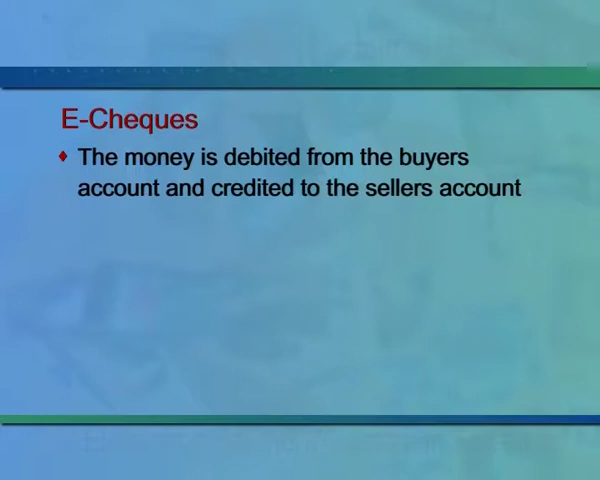 E-Cheques
The money is debited from the buyers
account and credited to the sellers account